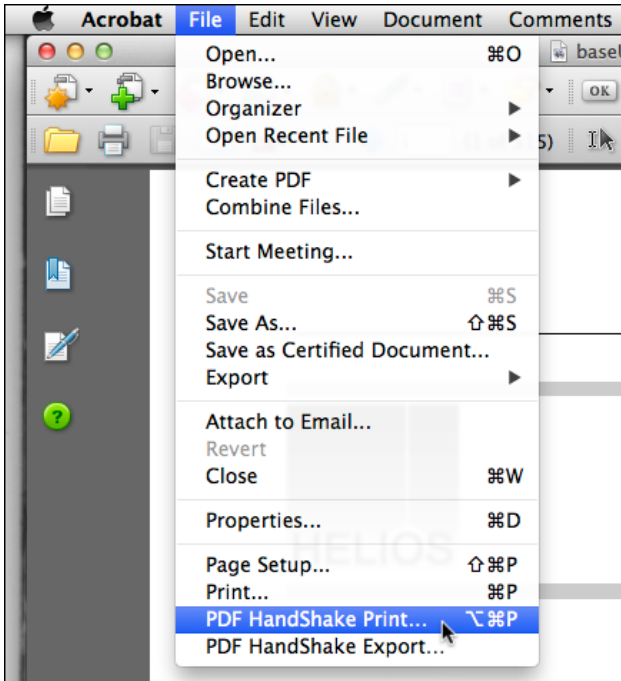 Acrobat File Edit View Document Comments
Open... ⌘O
Browse...
Organizer
Open Recent File
5)
OK
Create PDF
Combine Files...
Start Meeting...
Save ⌘S
Save As... ⇧⌘S
Save as Certified Document...
Export
Attach to Email...
Revert
Close ⌘W
Properties... ⌘D
HELIOS
Page Setup... ⇧⌘P
Print... ⌘P
PDF HandShake Print... ⌥⌘P
PDF HandShake Export...